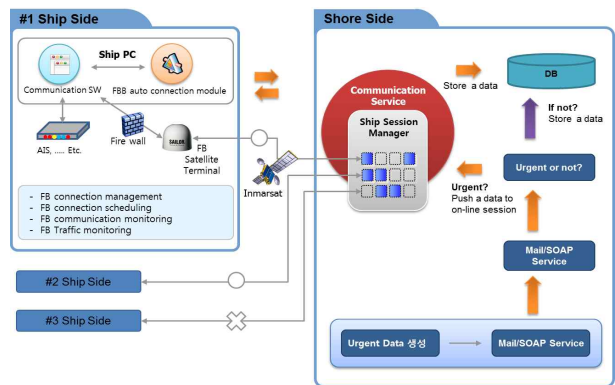 #1 Ship Side
Ship PC
Communication SW
FBB auto connection module
AIS, ..... Etc.
Fire wall
SAILOR
FB
Satellite
Terminal
Inmarsat
- FB connection management
- FB connection scheduling
- FB communication monitoring
- FB Traffic monitoring
#2 Ship Side
#3 Ship Side
Shore Side
Communication
Service
Ship Session
Manager
Store a data
DB
If not?
Store a data
Urgent or not?
Urgent?
Push a data to
on-line session
Mail/SOAP
Service
Urgent Data 생성
Mail/SOAP Service